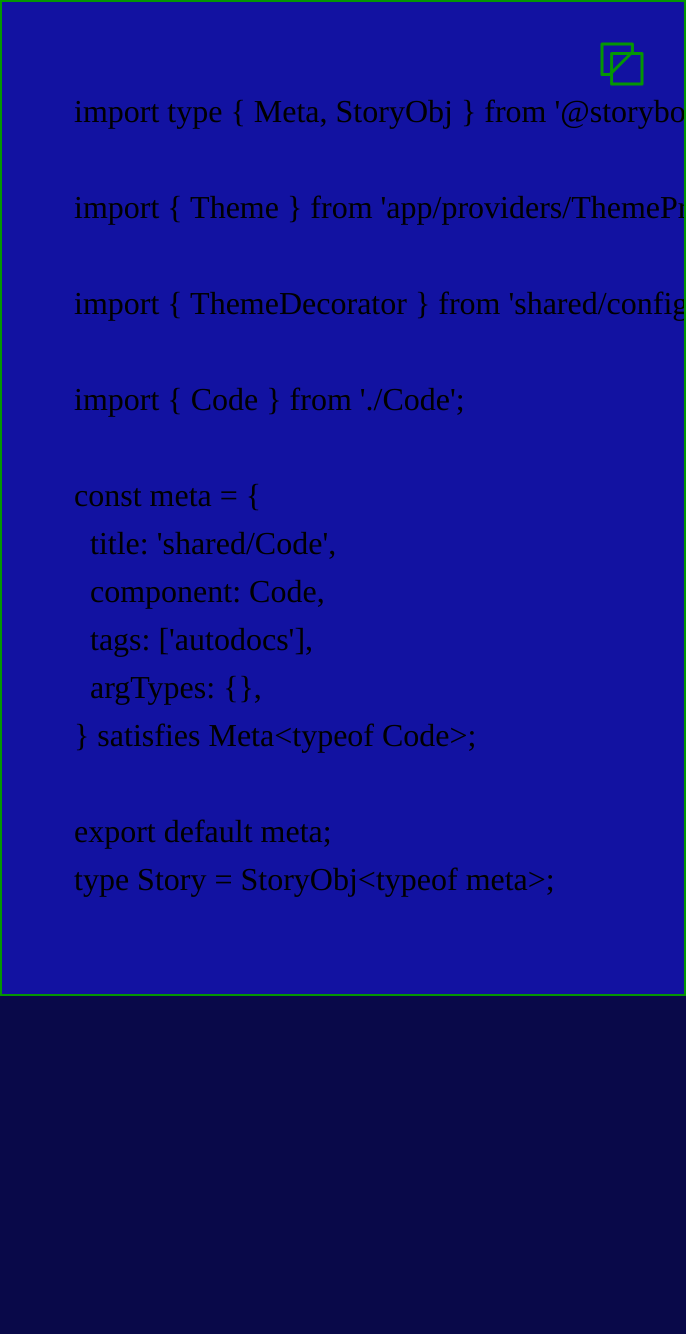 import type { Meta, StoryObj } from '@storybo
import { Theme } from 'app/providers/ThemePr
import { ThemeDecorator } from 'shared/config
import { Code } from './Code';
const meta = {
title: 'shared/Code',
component: Code,
tags: ['autodocs'],
argTypes: {},
} satisfies Meta<typeof Code>;
export default meta;
type Story = StoryObj<typeof meta>;